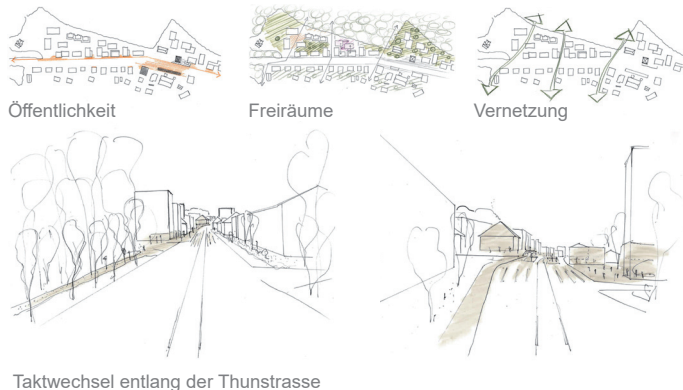 Öffentlichkeit
Freiräume
Vernetzung
Taktwechsel entlang der Thunstrasse